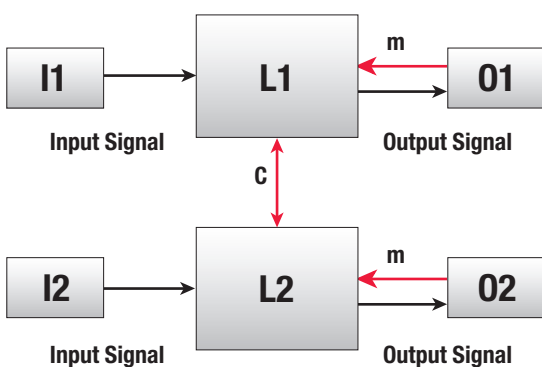 I1
L1
m
O1
Input Signal
Output Signal
C
I2
L2
m
O2
Input Signal
Output Signal